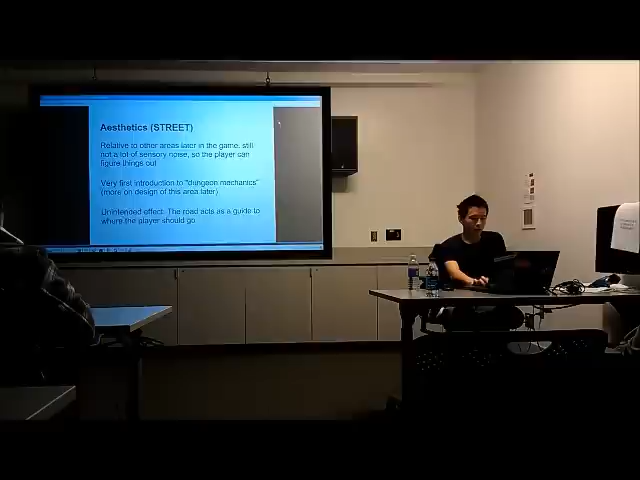 Aesthetics (STREET)
Relative to other areas later in the game, still
not a lot of sensory noise, so the player can
figure things out
Very first introduction to "dungeon mechanics"
(more on design of this area later)
Unintended effect: The road acts as a guide to
where the player should go